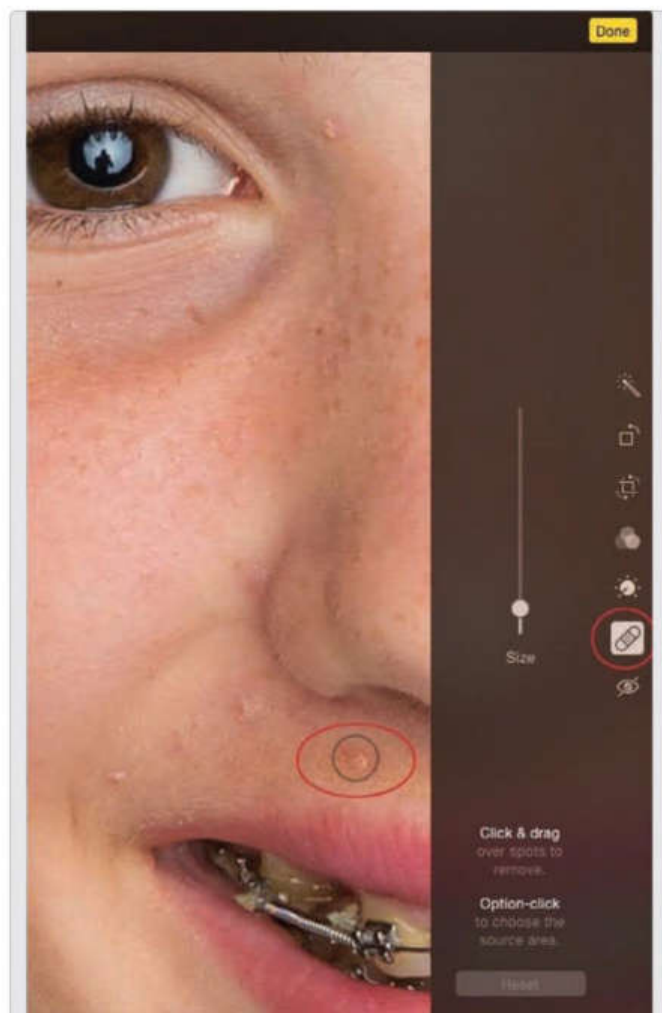 Done
Size
Click & drag
over spots to
remove.
Option-click
to choose the
source area.
Reset